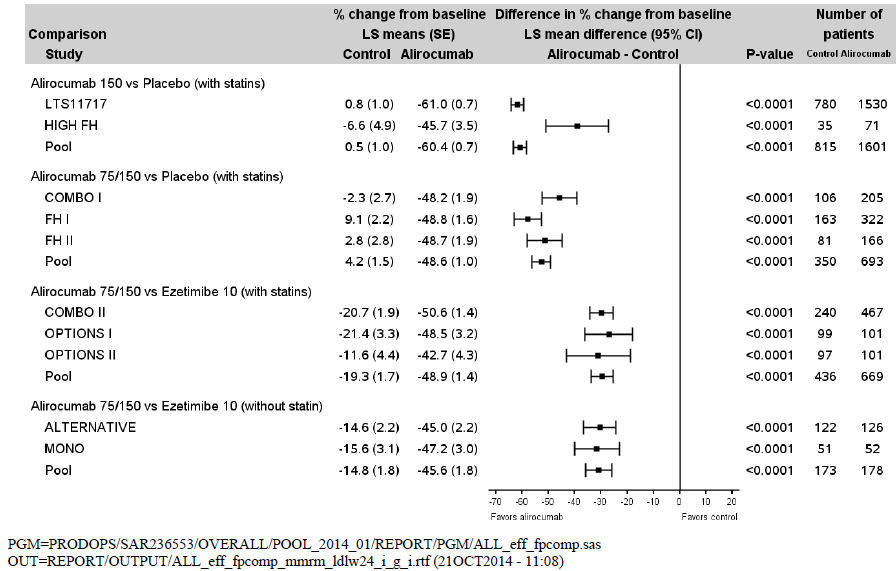 % change from baseline Difference in % change from baseline Number of
Comparison LS means (SE) LS mean difference (95% CI) patients
Study Control Alirocumab Alirocumab - Control P-value Control Alirocumab
Alirocumab 150 vs Placebo (with statins)
LTS11717 0.8 (1.0) -61.0 (0.7) <0.0001 780 1530
HIGH FH -6.6 (4.9) -45.7 (3.5) <0.0001 35 71
Pool 0.5 (1.0) -60.4 (0.7) <0.0001 815 1601
Alirocumab 75/150 vs Placebo (with statins)
COMBO I -2.3 (2.7) -48.2 (1.9) <0.0001 106 205
FH I 9.1 (2.2) -48.8 (1.6) <0.0001 163 322
FH II 2.8 (2.8) -48.7 (1.9) <0.0001 81 166
Pool 4.2 (1.5) -48.6 (1.0) <0.0001 350 693
Alirocumab 75/150 vs Ezetimibe 10 (with statins)
COMBO II -20.7 (1.9) -50.6 (1.4) <0.0001 240 467
OPTIONS I -21.4 (3.3) -48.5 (3.2) <0.0001 99 101
OPTIONS II -11.6 (4.4) -42.7 (4.3) <0.0001 97 101
Pool -19.3 (1.7) -48.9 (1.4) <0.0001 436 669
Alirocumab 75/150 vs Ezetimibe 10 (without statin)
ALTERNATIVE -14.6 (2.2) -45.0 (2.2) <0.0001 122 126
MONO -15.6 (3.1) -47.2 (3.0) <0.0001 51 52
Pool -14.8 (1.8) -45.6 (1.8) <0.0001 173 178
-70 -60 -50 -40 -30 -20 -10 0 10 20
Favors alirocumab Favors control
PGM=PRODOPS/SAR236553/OVERALL/POOL_2014_01/REPORT/PGM/ALL_eff_fpcomp.sas
OUT=REPORT/OUTPUT/ALL_eff_fpcomp_mmrm_ldlw24_i_g_i.rtf (21OCT2014 - 11:08)